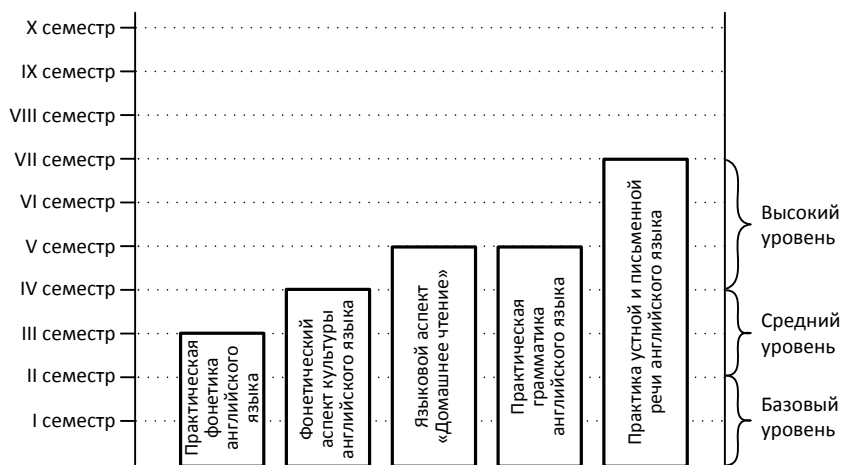 X семестр
IX семестр
VIII семестр
VII семестр
VI семестр
V семестр
IV семестр
III семестр
II семестр
I семестр
Практическая
фонетика
английского
языка
Фонетический
аспект культуры
английского языка
Языковой аспект
«Домашнее чтение»
Практическая
грамматика
английского языка
Практика устной и письменной
речи английского языка
Высокий
уровень
Средний
уровень
Базовый
уровень